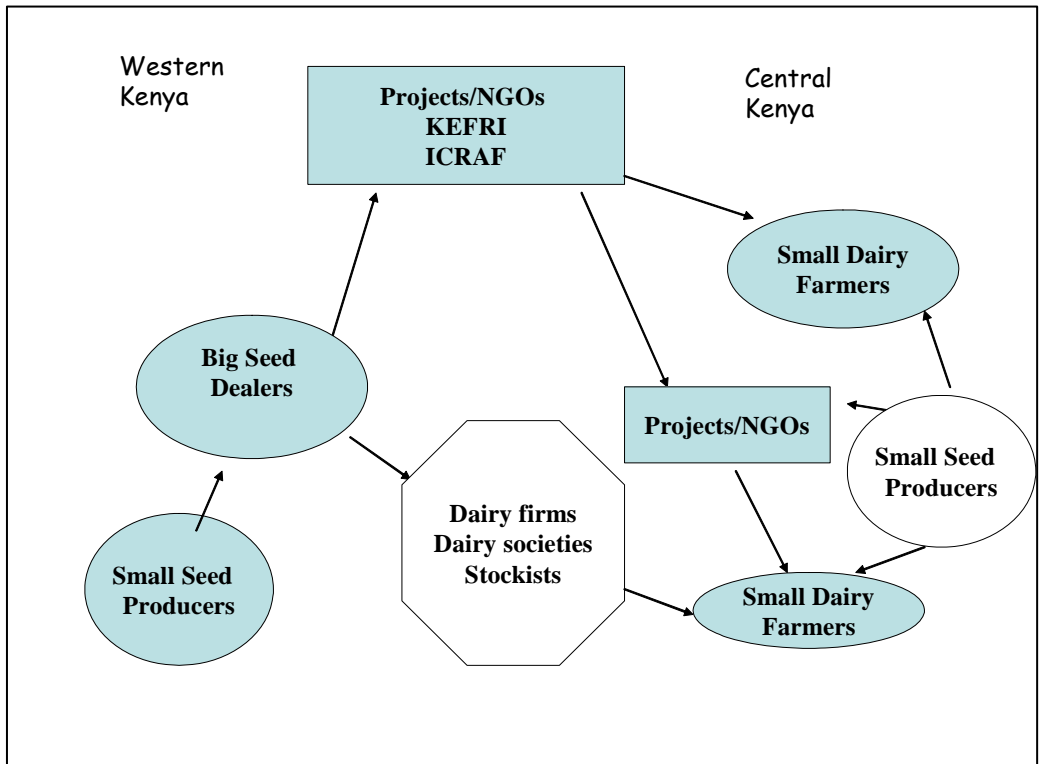 Western
Kenya
Projects/NGOs
KEFRI
ICRAF
Central
Kenya
Small Dairy
Farmers
Big Seed
Dealers
Projects/NGOs
Small Seed
Producers
Dairy firms
Dairy societies
Stockists
Small Seed
Producers
Small Dairy
Farmers